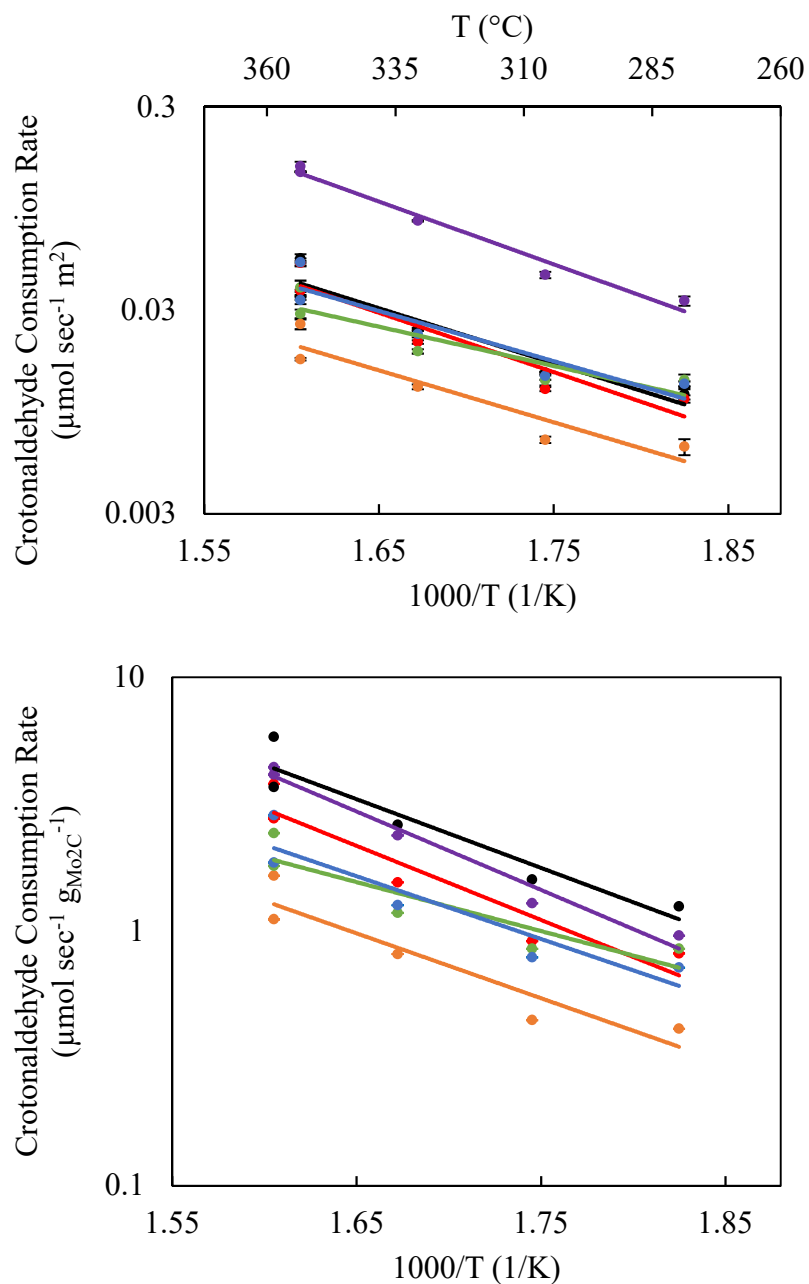 T (°C)
360 335 310 285 260
Crotonaldehyde Consumption Rate
(μmol sec⁻¹ m²)
0.3
0.03
0.003
1.55 1.65 1.75 1.85
1000/T (1/K)
Crotonaldehyde Consumption Rate
(μmol sec⁻¹ gMo2C⁻¹)
10
1
0.1
1.55 1.65 1.75 1.85
1000/T (1/K)